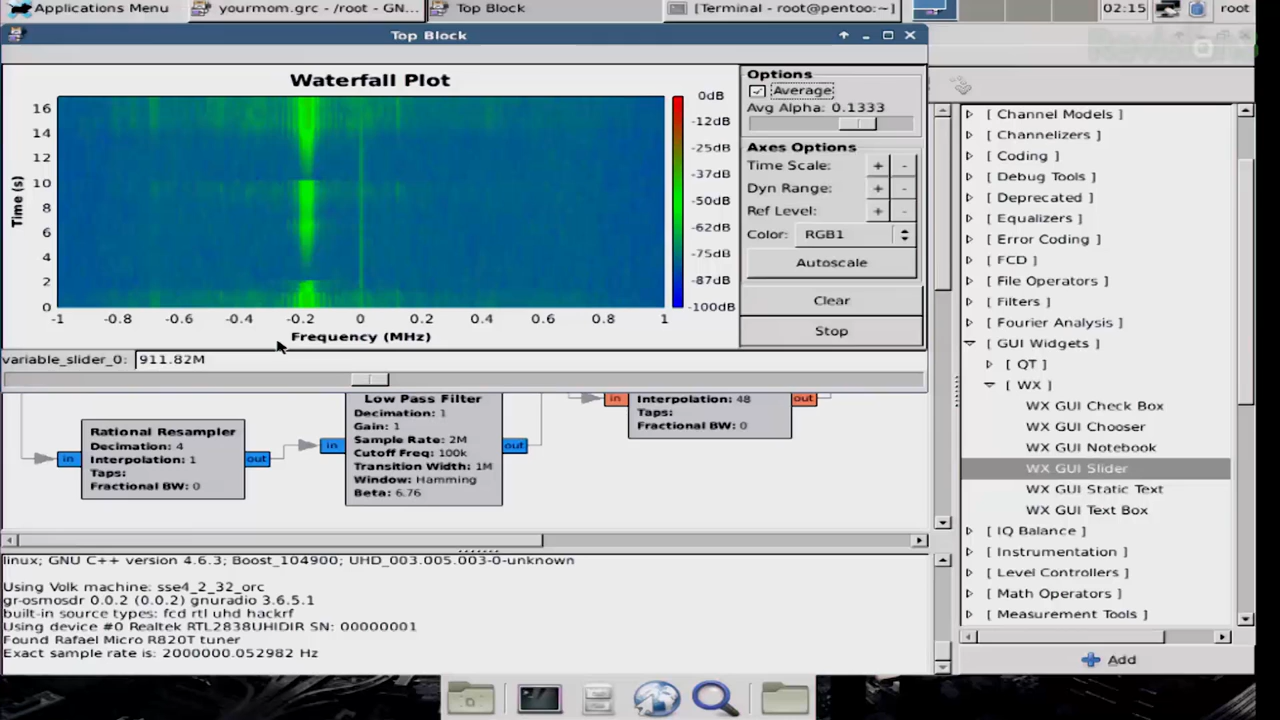 Applications Menu
yourmom.grc - /root - GN...
Top Block
[Terminal - root@pentoo:~]
02:15
root
Top Block
Waterfall Plot
Time (s)
16
14
12
10
8
6
4
2
0
-1 -0.8 -0.6 -0.4 -0.2 0 0.2 0.4 0.6 0.8 1
Frequency (MHz)
0dB
-12dB
-25dB
-37dB
-50dB
-62dB
-75dB
-87dB
-100dB
Options
Average
Avg Alpha: 0.1333
Axes Options
Time Scale: + -
Dyn Range: + -
Ref Level: + -
Color: RGB1
Autoscale
Clear
Stop
variable_slider_0: 911.82M
Rational Resampler
Decimation: 4
Interpolation: 1
Taps:
Fractional BW: 0
in
out
Low Pass Filter
Decimation: 1
Gain: 1
Sample Rate: 2M
Cutoff Freq: 100k
Transition Width: 1M
Window: Hamming
Beta: 6.76
in
out
Interpolation: 48
Taps:
Fractional BW: 0
in
out
linux; GNU C++ version 4.6.3; Boost_104900; UHD_003.005.003-0-unknown
Using Volk machine: sse4_2_32_orc
gr-osmosdr 0.0.2 (0.0.2) gnuradio 3.6.5.1
built-in source types: fcd rtl uhd hackrf
Using device #0 Realtek RTL2838UHIDIR SN: 00000001
Found Rafael Micro R820T tuner
Exact sample rate is: 2000000.052982 Hz
[ Channel Models ]
[ Channelizers ]
[ Coding ]
[ Debug Tools ]
[ Deprecated ]
[ Equalizers ]
[ Error Coding ]
[ FCD ]
[ File Operators ]
[ Filters ]
[ Fourier Analysis ]
[ GUI Widgets ]
[ QT ]
[ WX ]
WX GUI Check Box
WX GUI Chooser
WX GUI Notebook
WX GUI Slider
WX GUI Static Text
WX GUI Text Box
[ IQ Balance ]
[ Instrumentation ]
[ Level Controllers ]
[ Math Operators ]
[ Measurement Tools ]
Add